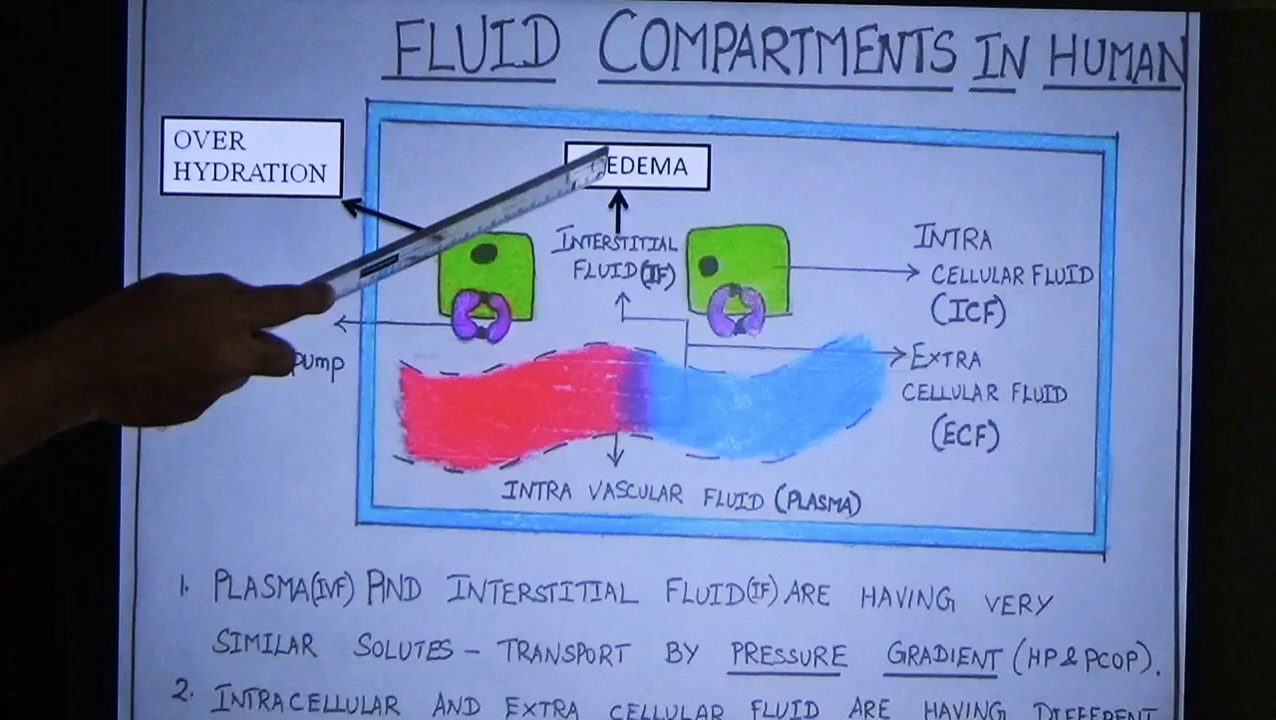 FLUID COMPARTMENTS IN HUMAN
OVER
HYDRATION
EDEMA
INTERSTITIAL
FLUID (IF)
INTRA
CELLULAR FLUID
(ICF)
PUMP
EXTRA
CELLULAR FLUID
(ECF)
INTRA VASCULAR FLUID (PLASMA)
1. PLASMA(IVF) AND INTERSTITIAL FLUID(IF) ARE HAVING VERY
SIMILAR SOLUTES - TRANSPORT BY PRESSURE GRADIENT (HP & PCOP).
2. INTRACELLULAR AND EXTRA CELLULAR FLUID ARE HAVING DIFFERENT